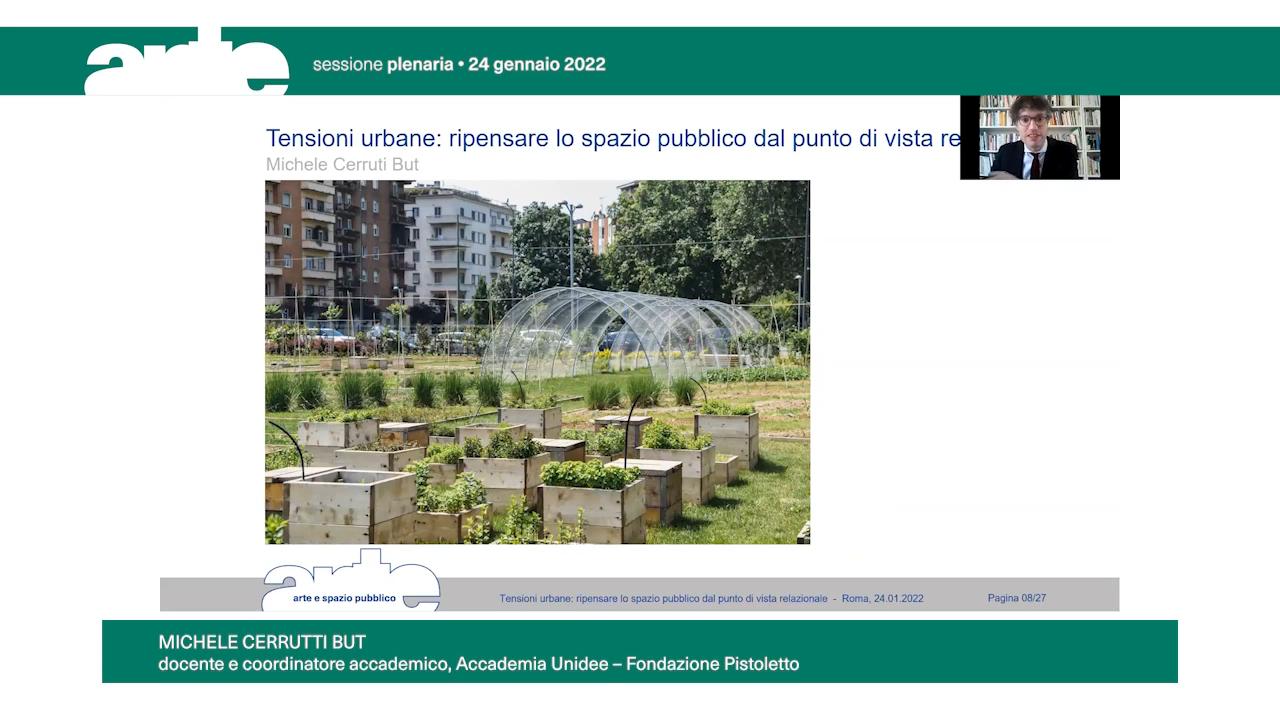 arte
sessione plenaria • 24 gennaio 2022
Tensioni urbane: ripensare lo spazio pubblico dal punto di vista re
Michele Cerruti But
arte
arte e spazio pubblico
Tensioni urbane: ripensare lo spazio pubblico dal punto di vista relazionale - Roma, 24.01.2022
Pagina 08/27
MICHELE CERRUTTI BUT
docente e coordinatore accademico, Accademia Unidee – Fondazione Pistoletto